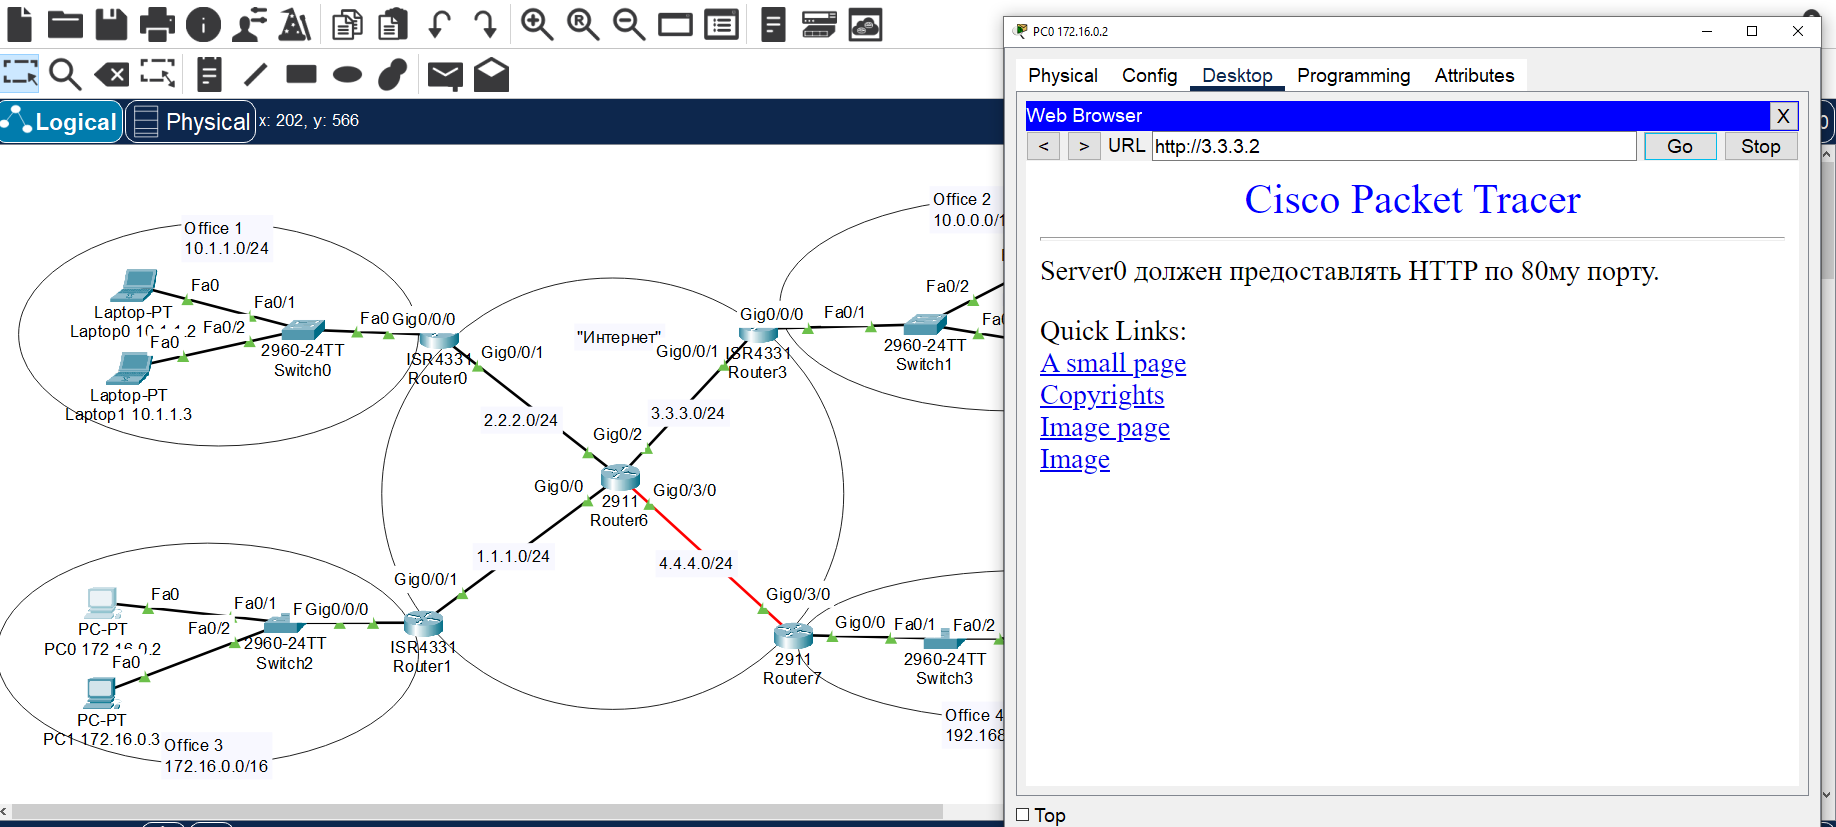 Logical
Physical
x: 202, y: 566
PC0 172.16.0.2
Physical
Config
Desktop
Programming
Attributes
Web Browser
X
<
>
URL
http://3.3.3.2
Go
Stop
Cisco Packet Tracer
Server0 должен предоставлять HTTP по 80му порту.
Quick Links:
A small page
Copyrights
Image page
Image
Top
Office 1
10.1.1.0/24
Fa0
Fa0/1
Laptop-PT
Laptop0 10.1.1.2
Fa0/2
Fa0
Laptop-PT
Laptop1 10.1.1.3
2960-24TT
Switch0
Fa0
Gig0/0/0
ISR4331
Router0
Gig0/0/1
"Интернет"
2.2.2.0/24
Office 2
10.0.0.0/1
Gig0/0/0
Gig0/0/1
ISR4331
Router3
Fa0/1
Fa0/2
Fa0
2960-24TT
Switch1
3.3.3.0/24
Gig0/2
Gig0/0
Gig0/3/0
2911
Router6
1.1.1.0/24
4.4.4.0/24
Gig0/0/1
Fa0
Fa0/1
F
Gig0/0/0
PC-PT
PC0 172.16.0.2
Fa0/2
Fa0
2960-24TT
Switch2
ISR4331
Router1
PC-PT
PC1 172.16.0.3
Office 3
172.16.0.0/16
Gig0/3/0
Gig0/0
Fa0/1
Fa0/2
2911
Router7
2960-24TT
Switch3
Office 4
192.168